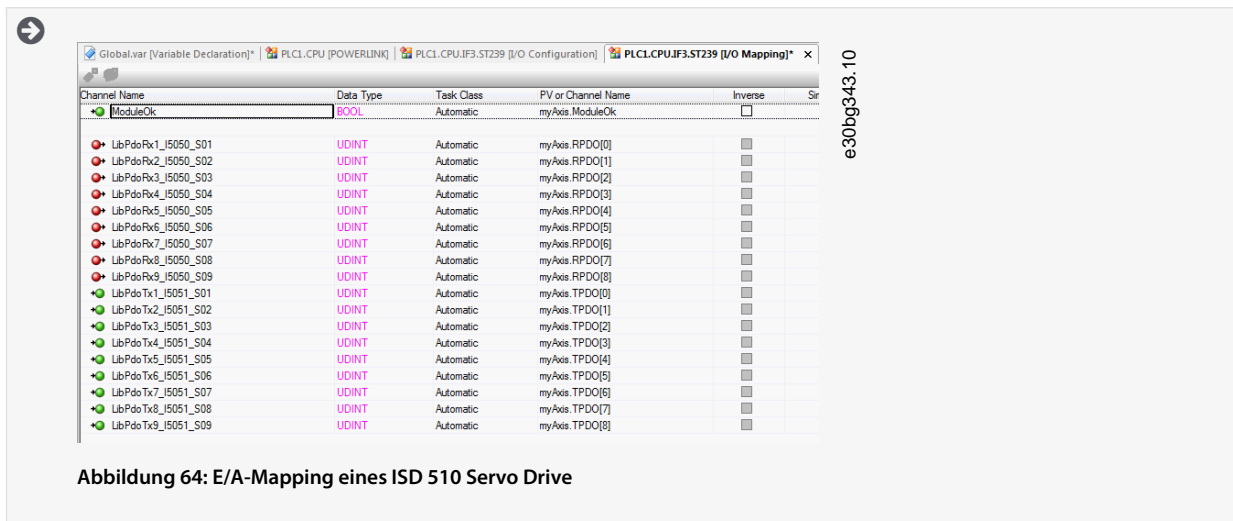 Global.var [Variable Declaration]* PLC1.CPU [POWERLINK] PLC1.CPU.IF3.ST239 [I/O Configuration] PLC1.CPU.IF3.ST239 [I/O Mapping]* x
Channel Name Data Type Task Class PV or Channel Name Inverse Sir
ModuleOk BOOL Automatic myAxis.ModuleOk
LibPdoRx1_I5050_S01 UDINT Automatic myAxis.RPDO[0]
LibPdoRx2_I5050_S02 UDINT Automatic myAxis.RPDO[1]
LibPdoRx3_I5050_S03 UDINT Automatic myAxis.RPDO[2]
LibPdoRx4_I5050_S04 UDINT Automatic myAxis.RPDO[3]
LibPdoRx5_I5050_S05 UDINT Automatic myAxis.RPDO[4]
LibPdoRx6_I5050_S06 UDINT Automatic myAxis.RPDO[5]
LibPdoRx7_I5050_S07 UDINT Automatic myAxis.RPDO[6]
LibPdoRx8_I5050_S08 UDINT Automatic myAxis.RPDO[7]
LibPdoRx9_I5050_S09 UDINT Automatic myAxis.RPDO[8]
LibPdoTx1_I5051_S01 UDINT Automatic myAxis.TPDO[0]
LibPdoTx2_I5051_S02 UDINT Automatic myAxis.TPDO[1]
LibPdoTx3_I5051_S03 UDINT Automatic myAxis.TPDO[2]
LibPdoTx4_I5051_S04 UDINT Automatic myAxis.TPDO[3]
LibPdoTx5_I5051_S05 UDINT Automatic myAxis.TPDO[4]
LibPdoTx6_I5051_S06 UDINT Automatic myAxis.TPDO[5]
LibPdoTx7_I5051_S07 UDINT Automatic myAxis.TPDO[6]
LibPdoTx8_I5051_S08 UDINT Automatic myAxis.TPDO[7]
LibPdoTx9_I5051_S09 UDINT Automatic myAxis.TPDO[8]
e30bg343.10
Abbildung 64: E/A-Mapping eines ISD 510 Servo Drive